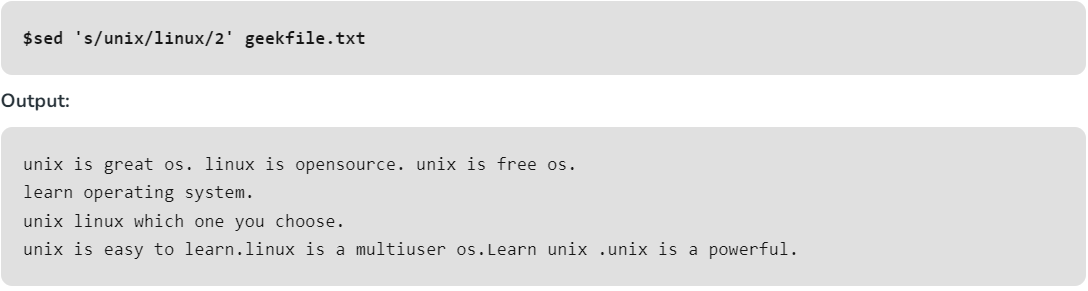 $sed 's/unix/linux/2' geekfile.txt
Output:
unix is great os. linux is opensource. unix is free os.
learn operating system.
unix linux which one you choose.
unix is easy to learn.linux is a multiuser os.Learn unix .unix is a powerful.